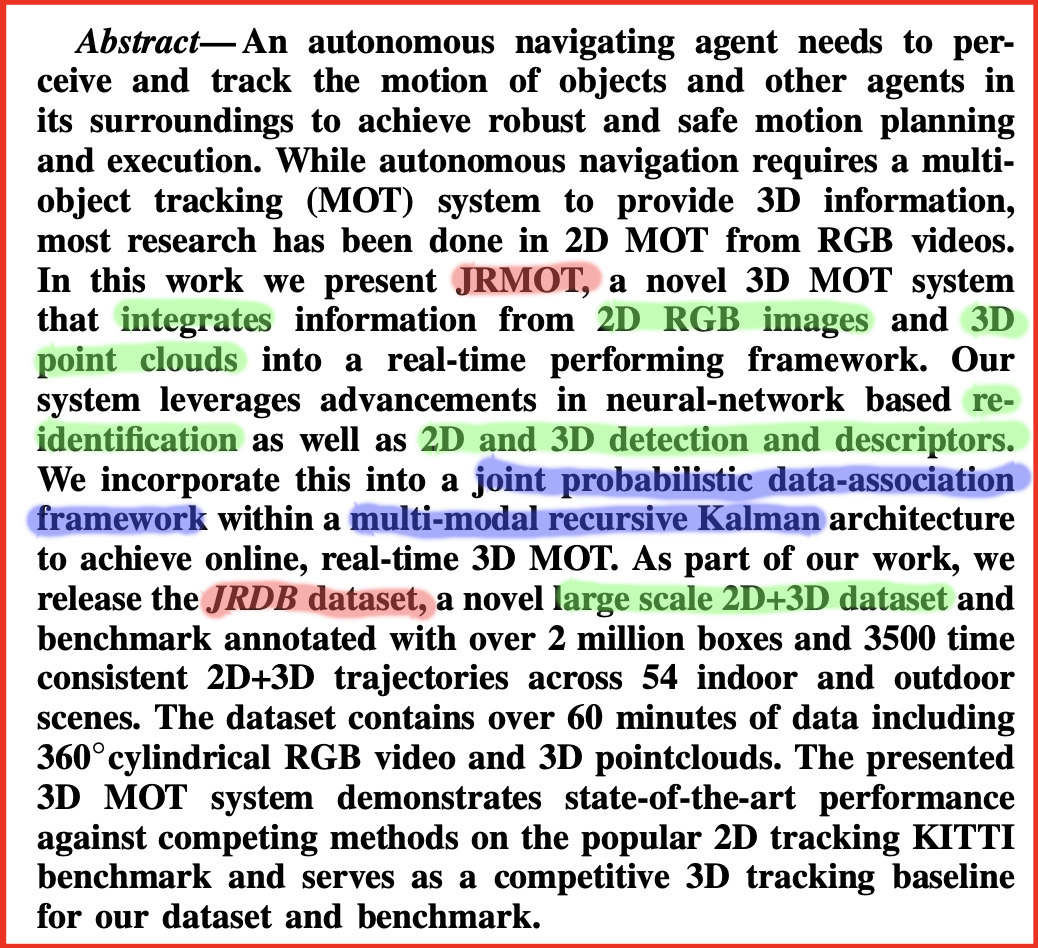 Abstract— An autonomous navigating agent needs to per-
ceive and track the motion of objects and other agents in
its surroundings to achieve robust and safe motion planning
and execution. While autonomous navigation requires a multi-
object tracking (MOT) system to provide 3D information,
most research has been done in 2D MOT from RGB videos.
In this work we present JRMOT, a novel 3D MOT system
that integrates information from 2D RGB images and 3D
point clouds into a real-time performing framework. Our
system leverages advancements in neural-network based re-
identification as well as 2D and 3D detection and descriptors.
We incorporate this into a joint probabilistic data-association
framework within a multi-modal recursive Kalman architecture
to achieve online, real-time 3D MOT. As part of our work, we
release the JRDB dataset, a novel large scale 2D+3D dataset and
benchmark annotated with over 2 million boxes and 3500 time
consistent 2D+3D trajectories across 54 indoor and outdoor
scenes. The dataset contains over 60 minutes of data including
360°cylindrical RGB video and 3D pointclouds. The presented
3D MOT system demonstrates state-of-the-art performance
against competing methods on the popular 2D tracking KITTI
benchmark and serves as a competitive 3D tracking baseline
for our dataset and benchmark.